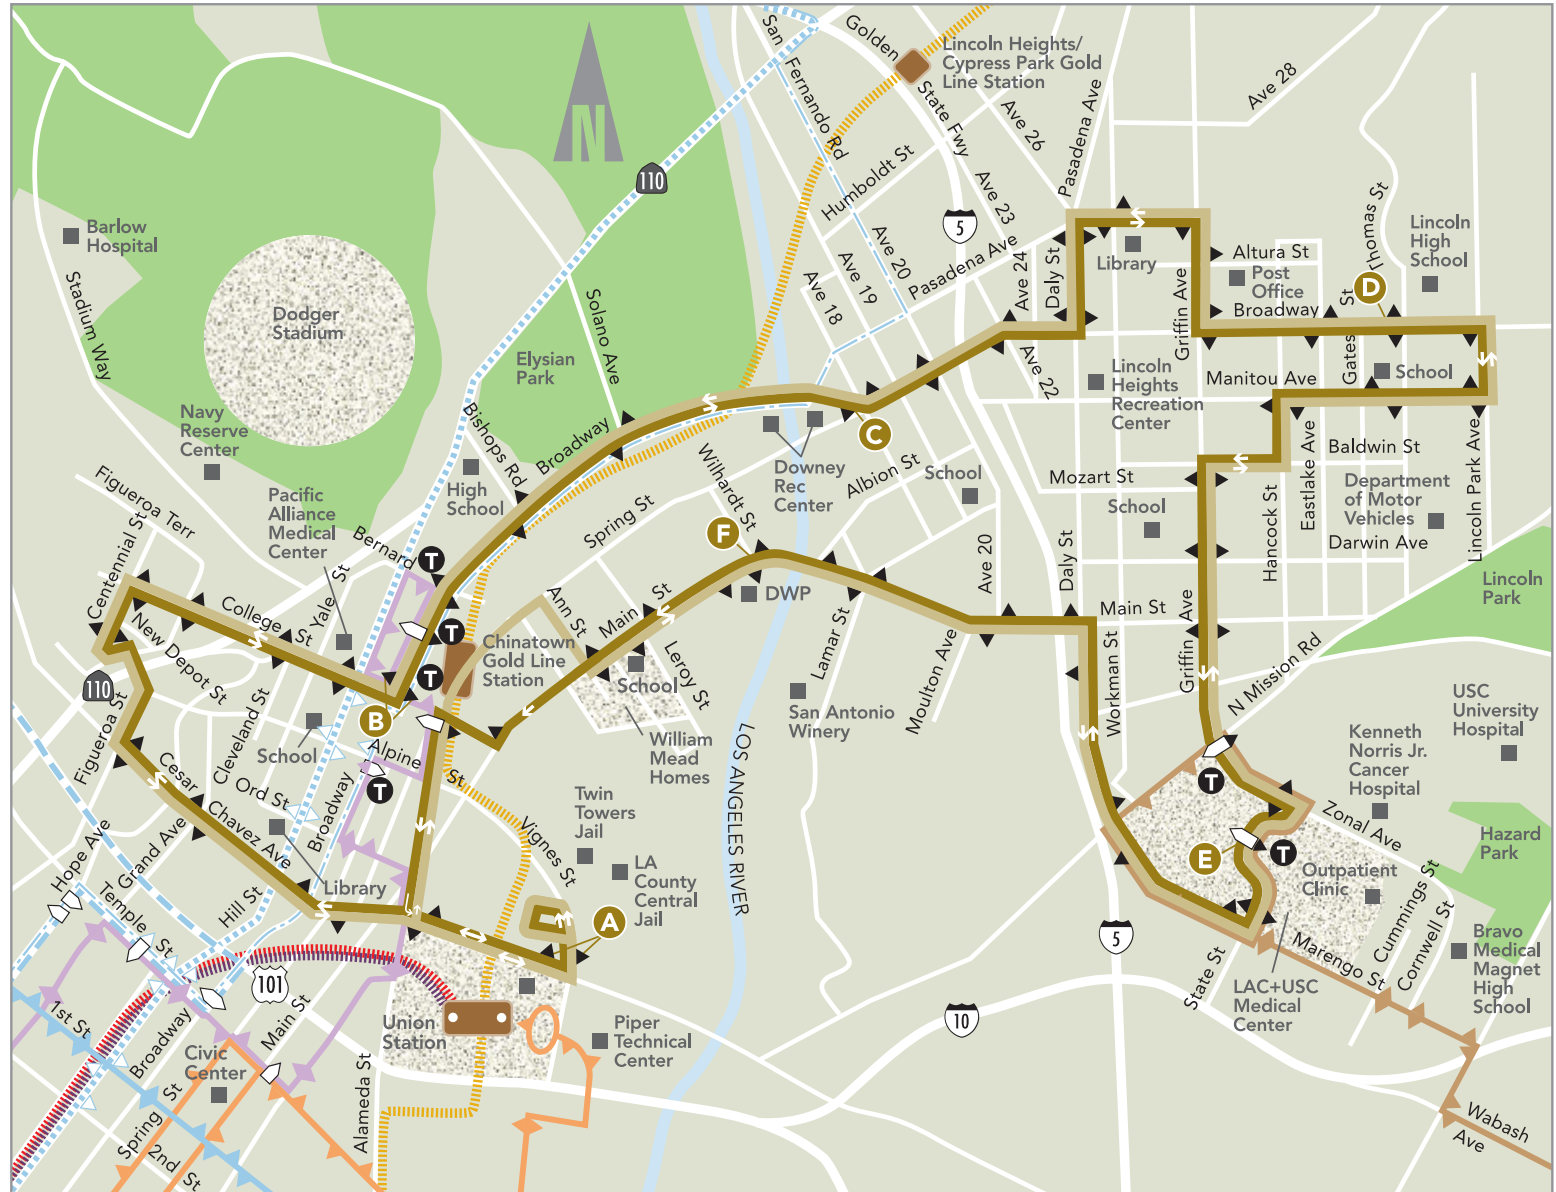 San
Fernando Rd
Golden
State Fwy
Lincoln Heights/
Cypress Park Gold
Line Station
Ave 26
Pasadena Ave
Ave 28
N
110
Humboldt St
Ave 23
5
Barlow
Hospital
Stadium Way
Dodger
Stadium
Solano Ave
Elysian
Park
Ave 20
Ave 19
Ave 18
Pasadena Ave
Ave 24
Daly St
Library
Altura St
Post
Office
Broadway
Griffin Ave
Thomas St
D
Lincoln
High
School
Gates St
School
Manitou Ave
Ave 22
Lincoln
Heights
Recreation
Center
Navy
Reserve
Center
Bishops Rd
Broadway
High
School
C
Downey
Rec
Center
Wilhardt St
Albion St
School
Mozart St
School
Baldwin St
Eastlake Ave
Hancock St
Department
of Motor
Vehicles
Lincoln Park Ave
Darwin Ave
Lincoln
Park
Figueroa Terr
Centennial St
Pacific
Alliance
Medical
Center
Bernard
T
Spring St
F
DWP
Ave 20
Daly St
Main St
Yale St
College St
New Depot St
T
Chinatown
Gold Line
Station
T
Ann St
Main St
Leroy St
School
William
Mead
Homes
Lamar St
Moulton Ave
San Antonio
Winery
Workman St
Griffin Ave
N Mission Rd
USC
University
Hospital
Kenneth
Norris Jr.
Cancer
Hospital
110
Figueroa St
Cleveland St
School
B
Alpine St
T
Cesar Chavez Ave
Ord St
Broadway
Vignes St
Twin
Towers
Jail
LA
County
Central
Jail
LOS ANGELES RIVER
T
Zonal Ave
Hazard
Park
E
T
Outpatient
Clinic
Cummings St
Cornwell St
Bravo
Medical
Magnet
High
School
Hope Ave
Grand Ave
Library
Hill St
A
Temple St
5
State St
Marengo St
LAC+USC
Medical
Center
101
1st St
Broadway
Main St
Union
Station
Piper
Technical
Center
10
Civic
Center
Alameda St
Spring St
2nd St
Wabash
Ave